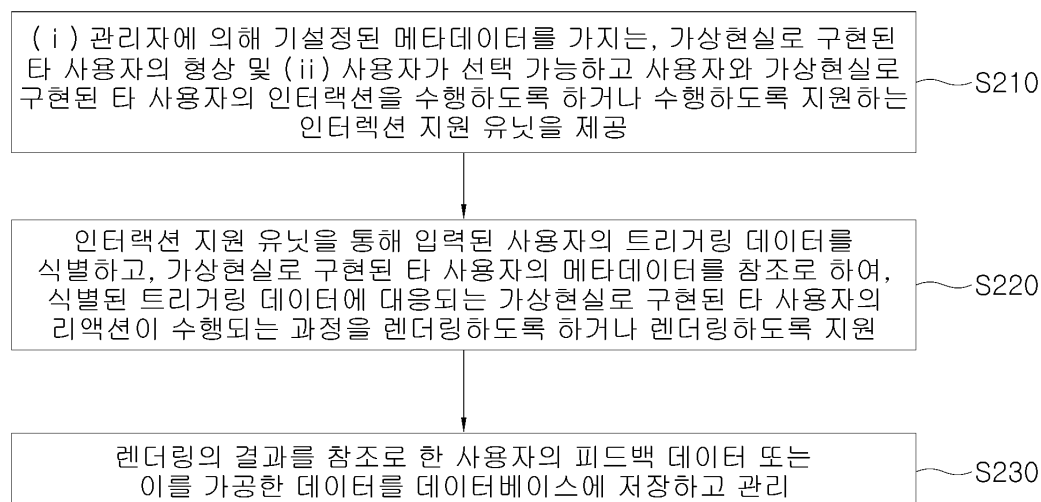 (ⅰ) 관리자에 의해 기설정된 메타데이터를 가지는, 가상현실로 구현된
타 사용자의 형상 및 (ⅱ) 사용자가 선택 가능하고 사용자와 가상현실로
구현된 타 사용자의 인터랙션을 수행하도록 하거나 수행하도록 지원하는
인터렉션 지원 유닛을 제공
S210
인터랙션 지원 유닛을 통해 입력된 사용자의 트리거링 데이터를
식별하고, 가상현실로 구현된 타 사용자의 메타데이터를 참조로 하여,
식별된 트리거링 데이터에 대응되는 가상현실로 구현된 타 사용자의
리액션이 수행되는 과정을 렌더링하도록 하거나 렌더링하도록 지원
S220
렌더링의 결과를 참조로 한 사용자의 피드백 데이터 또는
이를 가공한 데이터를 데이터베이스에 저장하고 관리
S230